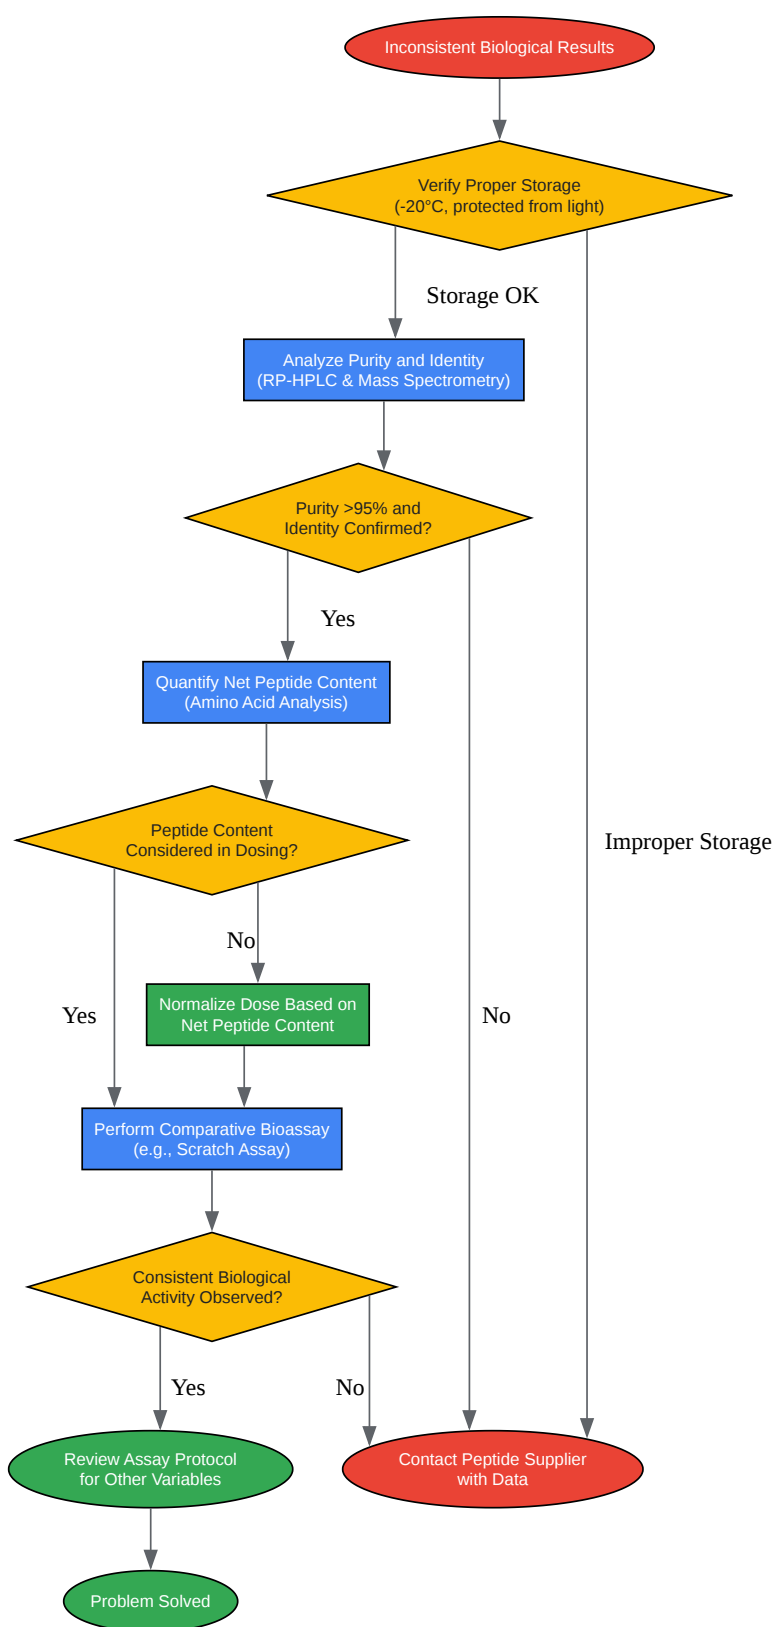 Inconsistent Biological Results
Verify Proper Storage
(-20°C, protected from light)
Storage OK
Analyze Purity and Identity
(RP-HPLC & Mass Spectrometry)
Purity >95% and
Identity Confirmed?
Yes
Quantify Net Peptide Content
(Amino Acid Analysis)
Peptide Content
Considered in Dosing?
Improper Storage
No
Normalize Dose Based on
Net Peptide Content
Yes
No
Perform Comparative Bioassay
(e.g., Scratch Assay)
Consistent Biological
Activity Observed?
Yes
No
Review Assay Protocol
for Other Variables
Contact Peptide Supplier
with Data
Problem Solved